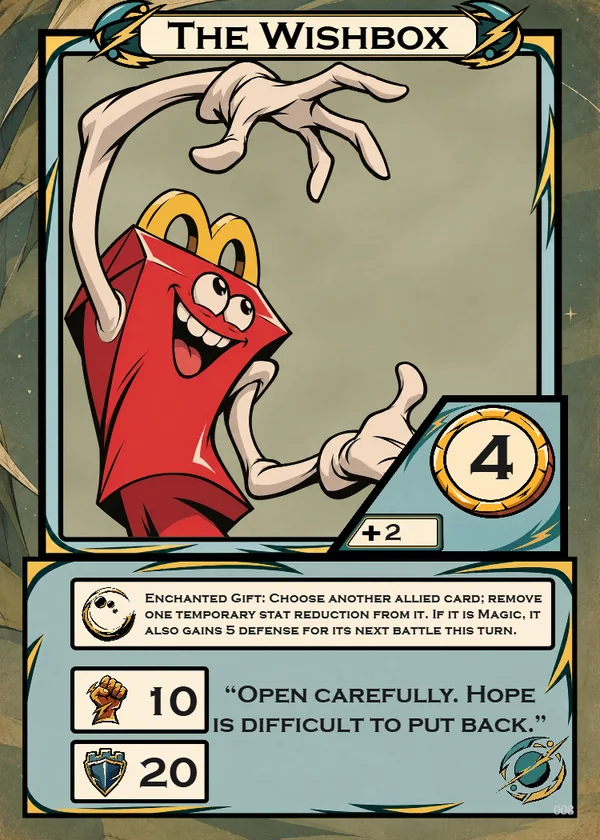 The Wishbox
4
+2
Enchanted Gift: Choose another allied card; remove
one temporary stat reduction from it. If it is Magic, it
also gains 5 defense for its next battle this turn.
10
“Open carefully. Hope
is difficult to put back.”
20
008